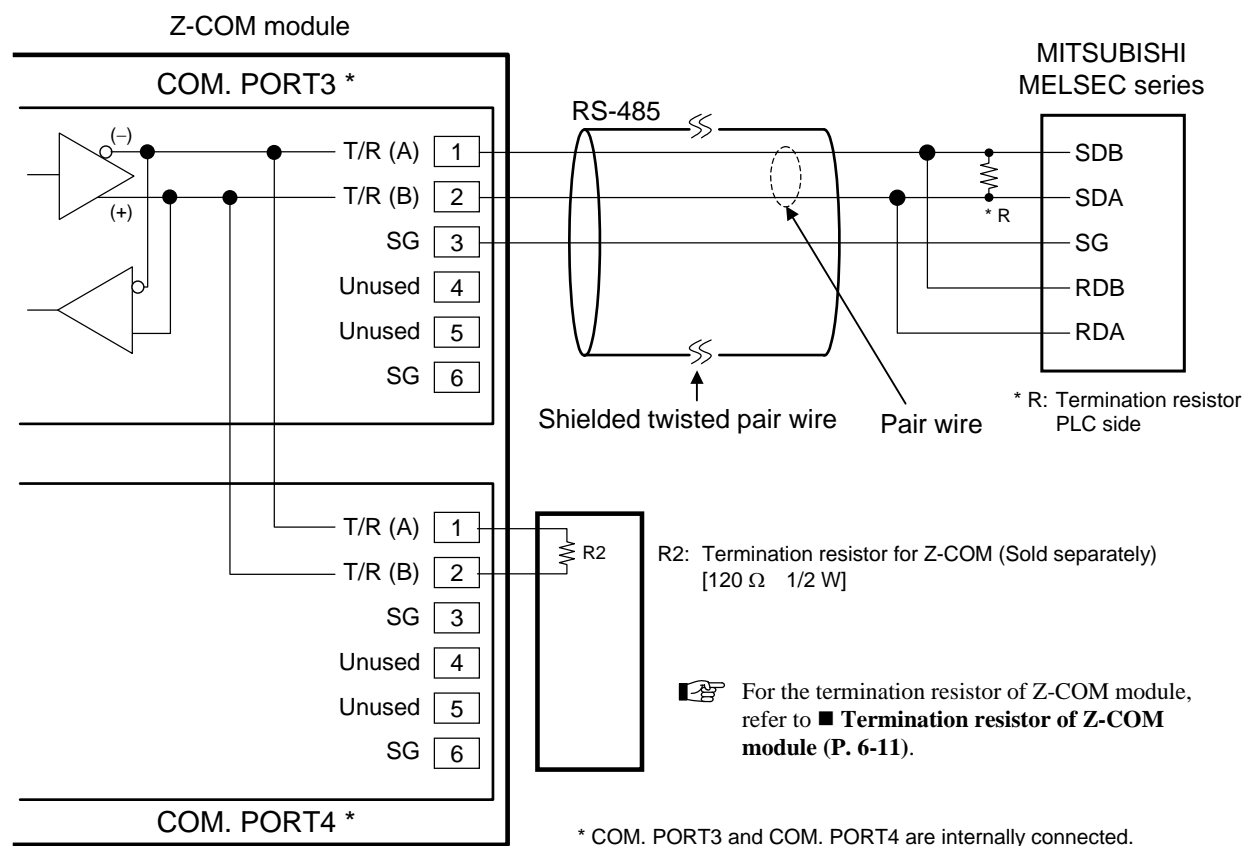 Z-COM module
COM. PORT3 *
(−)
(+)
T/R (A) 1
T/R (B) 2
SG 3
Unused 4
Unused 5
SG 6
RS-485
Shielded twisted pair wire
Pair wire
MITSUBISHI
MELSEC series
SDB
SDA
* R
SG
RDB
RDA
* R: Termination resistor
PLC side
T/R (A) 1
T/R (B) 2
SG 3
Unused 4
Unused 5
SG 6
COM. PORT4 *
R2
R2: Termination resistor for Z-COM (Sold separately)
[120 Ω 1/2 W]
For the termination resistor of Z-COM module,
refer to ■ Termination resistor of Z-COM
module (P. 6-11).
* COM. PORT3 and COM. PORT4 are internally connected.